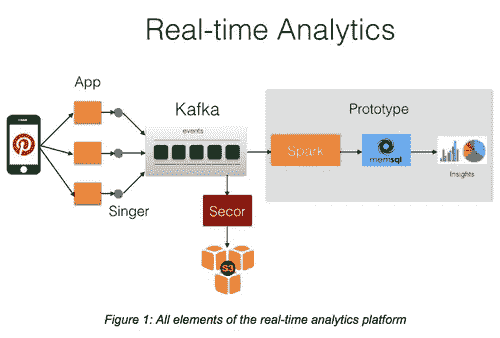 Real-time Analytics
App
Kafka
Prototype
events
Spark
memsql
Insights
Singer
Secor
S3
Figure 1: All elements of the real-time analytics platform